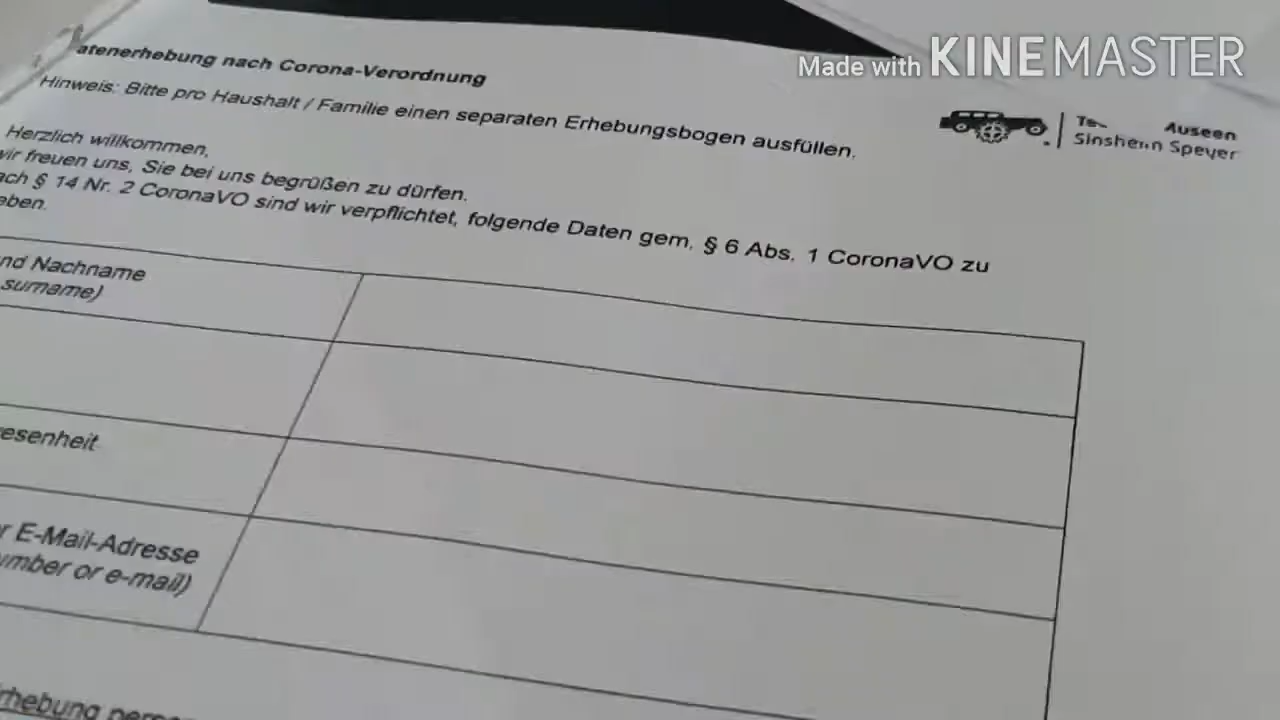 Made with KINEMASTER
atenerhebung nach Corona-Verordnung
Hinweis: Bitte pro Haushalt / Familie einen separaten Erhebungsbogen ausfüllen.
Auseen
Sinsheim Speyer
Herzlich willkommen,
wir freuen uns, Sie bei uns begrüßen zu dürfen.
ach § 14 Nr. 2 CoronaVO sind wir verpflichtet, folgende Daten gem. § 6 Abs. 1 CoronaVO zu
eben.
nd Nachname
surname)
esenheit
r E-Mail-Adresse
umber or e-mail)
rhebung